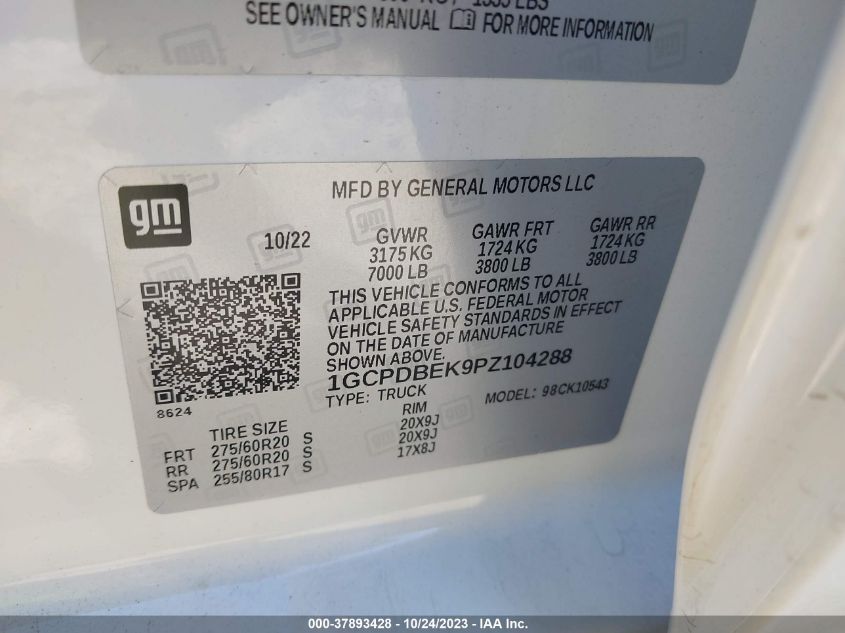 1555 LBS
SEE OWNER'S MANUAL FOR MORE INFORMATION
gm
MFD BY GENERAL MOTORS LLC
10/22 GVWR GAWR FRT GAWR RR
3175 KG 1724 KG 1724 KG
7000 LB 3800 LB 3800 LB
THIS VEHICLE CONFORMS TO ALL
APPLICABLE U.S. FEDERAL MOTOR
VEHICLE SAFETY STANDARDS IN EFFECT
ON THE DATE OF MANUFACTURE
SHOWN ABOVE.
1GCPDBEK9PZ104288
TYPE: TRUCK MODEL: 98CK10543
8624
TIRE SIZE RIM
FRT 275/60R20 S 20X9J
RR 275/60R20 S 20X9J
SPA 255/80R17 S 17X8J
000-37893428 - 10/24/2023 - IAA Inc.